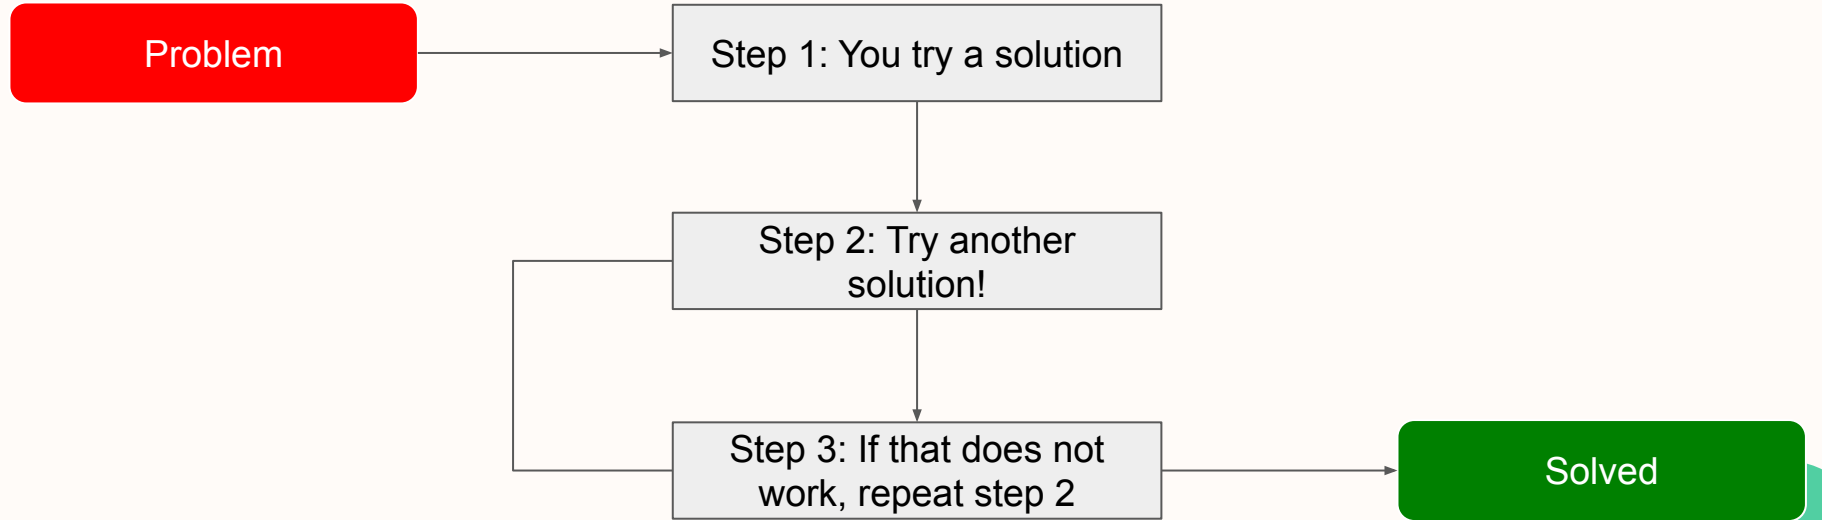 Problem
Step 1: You try a solution
Step 2: Try another
solution!
Step 3: If that does not
work, repeat step 2
Solved